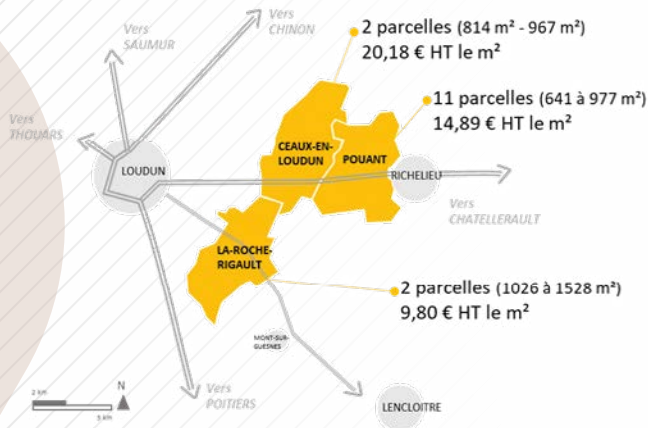 Vers
CHINON
Vers
SAUMUR
Vers
THOUARS
LOUDUN
2 parcelles (814 m² - 967 m²)
20,18 € HT le m²
11 parcelles (641 à 977 m²)
14,89 € HT le m²
CEAUX-EN-
LOUDUN
POUANT
RICHELIEU
Vers
CHATELLERAULT
LA-ROCHE-
RIGAULT
2 parcelles (1026 à 1528 m²)
9,80 € HT le m²
MONT-SUR-
GUESNES
Vers
POITIERS
LENCLOITRE
2 km
5 km
N